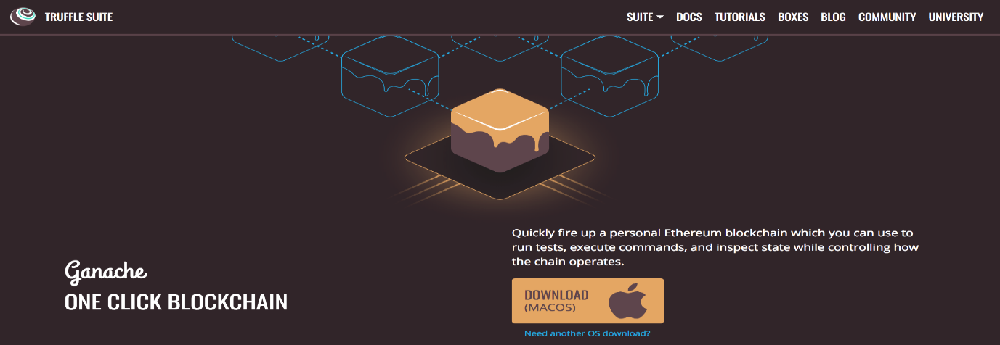 TRUFFLE SUITE
SUITE DOCS TUTORIALS BOXES BLOG COMMUNITY UNIVERSITY
Ganache
ONE CLICK BLOCKCHAIN
Quickly fire up a personal Ethereum blockchain which you can use to
run tests, execute commands, and inspect state while controlling how
the chain operates.
DOWNLOAD
(MACOS)
Need another OS download?